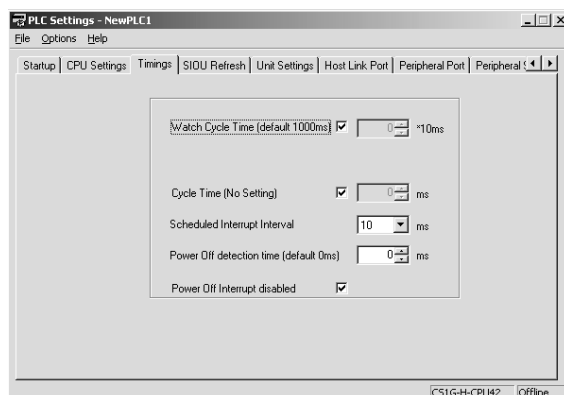 PLC Settings - NewPLC1
File Options Help
Startup CPU Settings Timings SIOU Refresh Unit Settings Host Link Port Peripheral Port Peripheral
Watch Cycle Time (default 1000ms) 0 *10ms
Cycle Time (No Setting) 0 ms
Scheduled Interrupt Interval 10 ms
Power Off detection time (default 0ms) 0 ms
Power Off Interrupt disabled
CS1G-H-CPU42 Offline